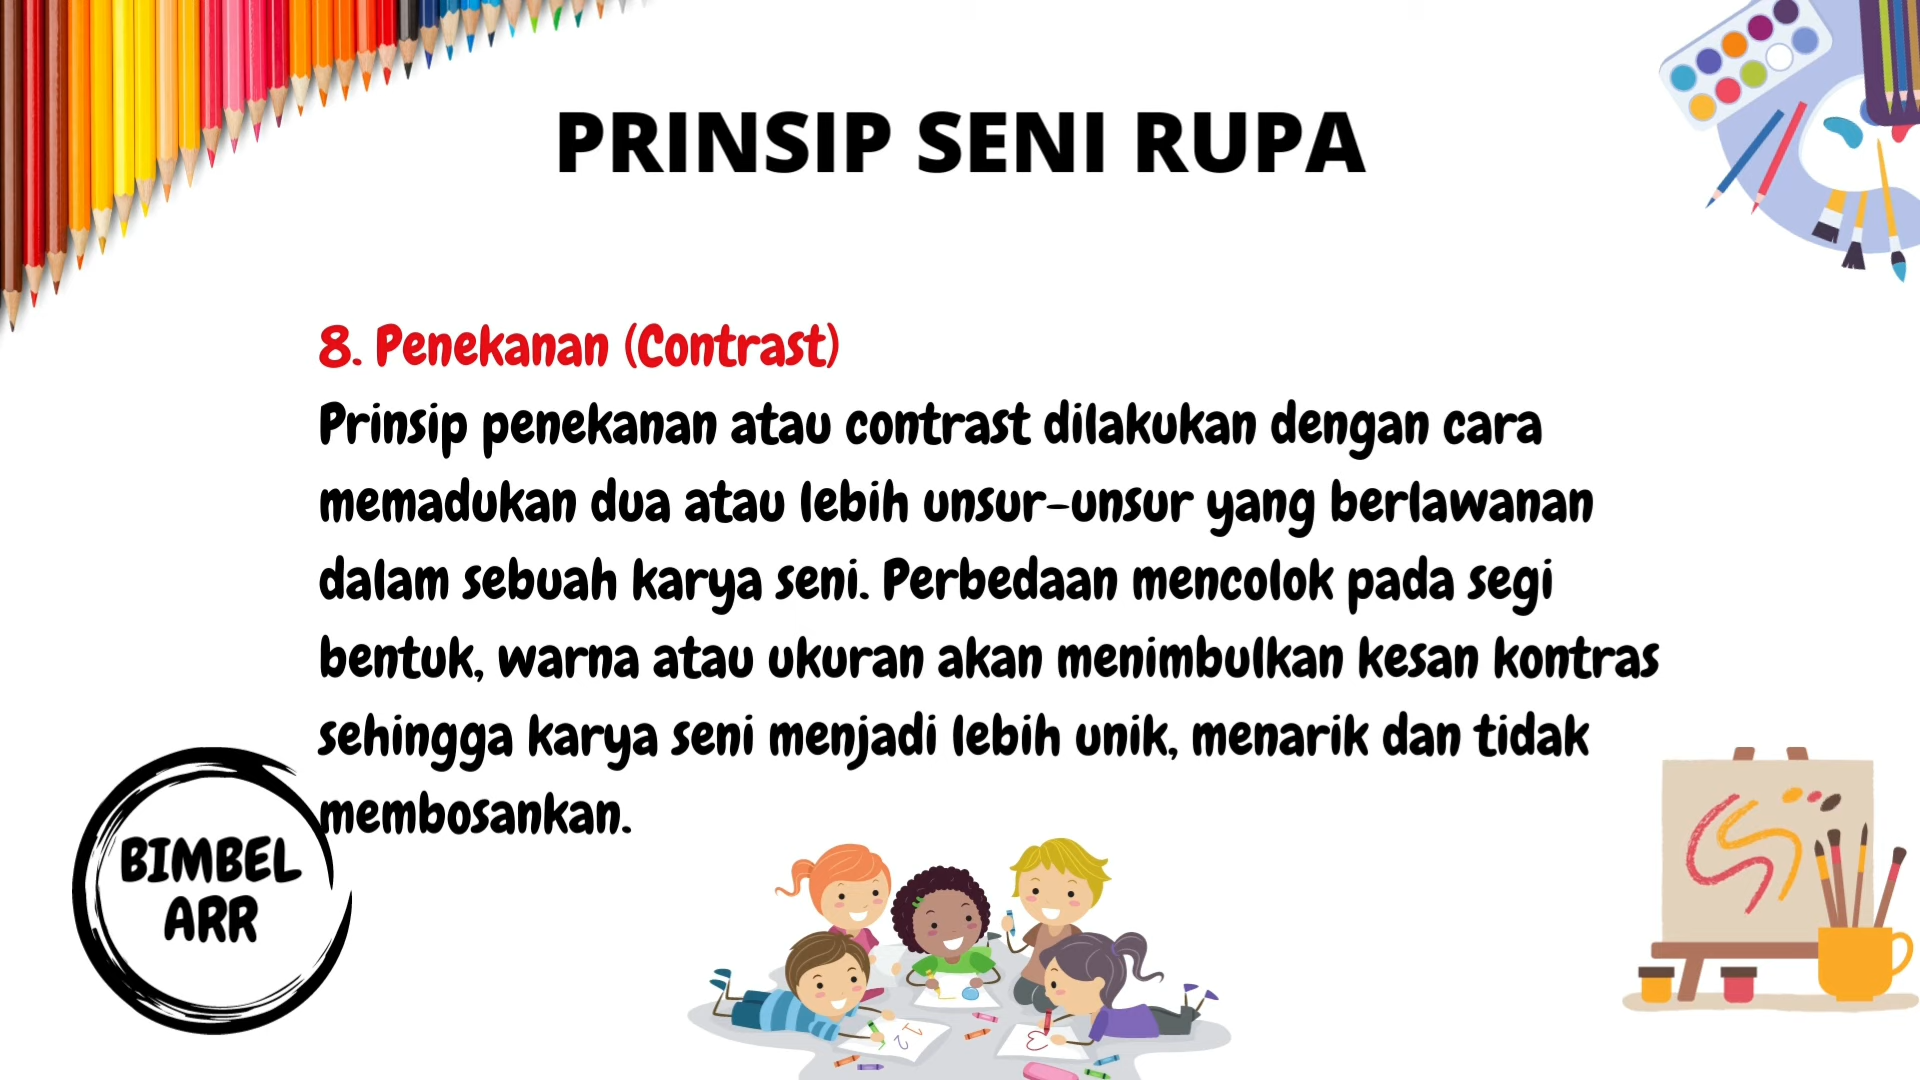 PRINSIP SENI RUPA
8. Penekanan (Contrast)
Prinsip penekanan atau contrast dilakukan dengan cara
memadukan dua atau lebih unsur-unsur yang berlawanan
dalam sebuah karya seni. Perbedaan mencolok pada segi
bentuk, warna atau ukuran akan menimbulkan kesan kontras
sehingga karya seni menjadi lebih unik, menarik dan tidak
membosankan.
BIMBEL
ARR